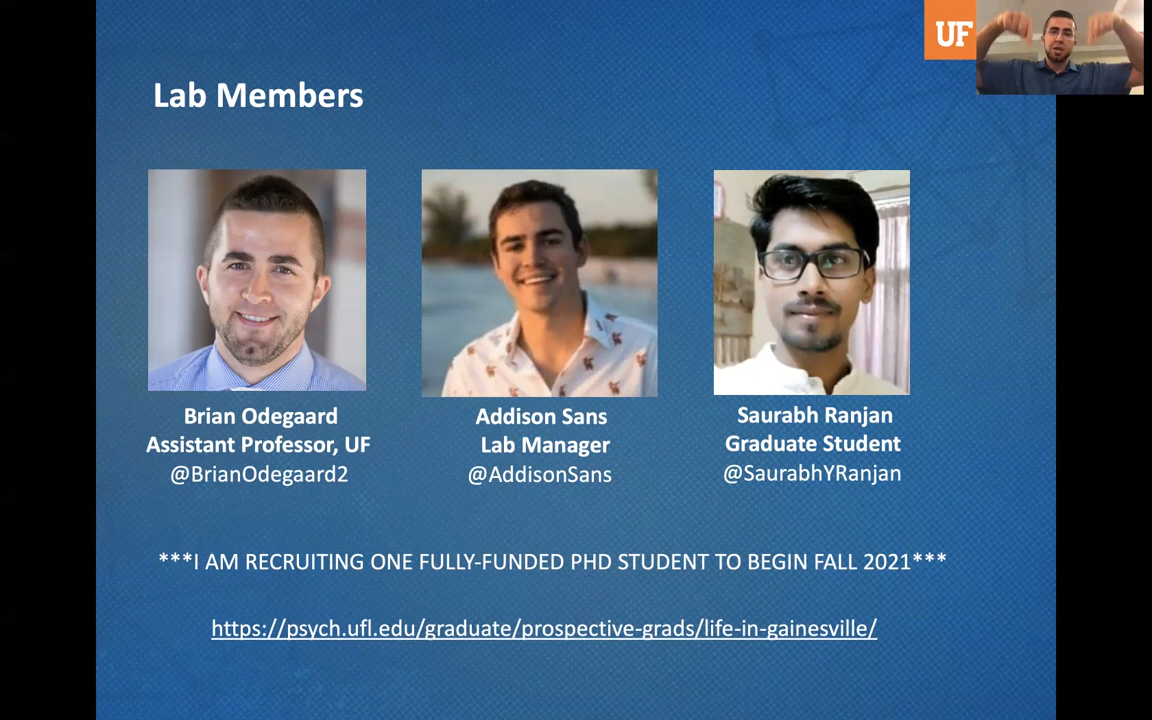 UF
Lab Members
Brian Odegaard
Assistant Professor, UF
@BrianOdegaard2
Addison Sans
Lab Manager
@AddisonSans
Saurabh Ranjan
Graduate Student
@SaurabhYRanjan
***I AM RECRUITING ONE FULLY-FUNDED PHD STUDENT TO BEGIN FALL 2021***
https://psych.ufl.edu/graduate/prospective-grads/life-in-gainesville/